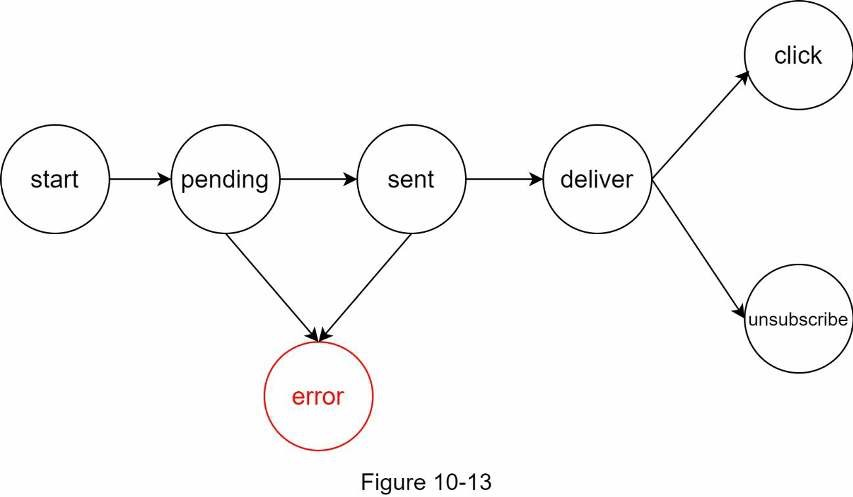 click
start
pending
sent
deliver
unsubscribe
error
Figure 10-13